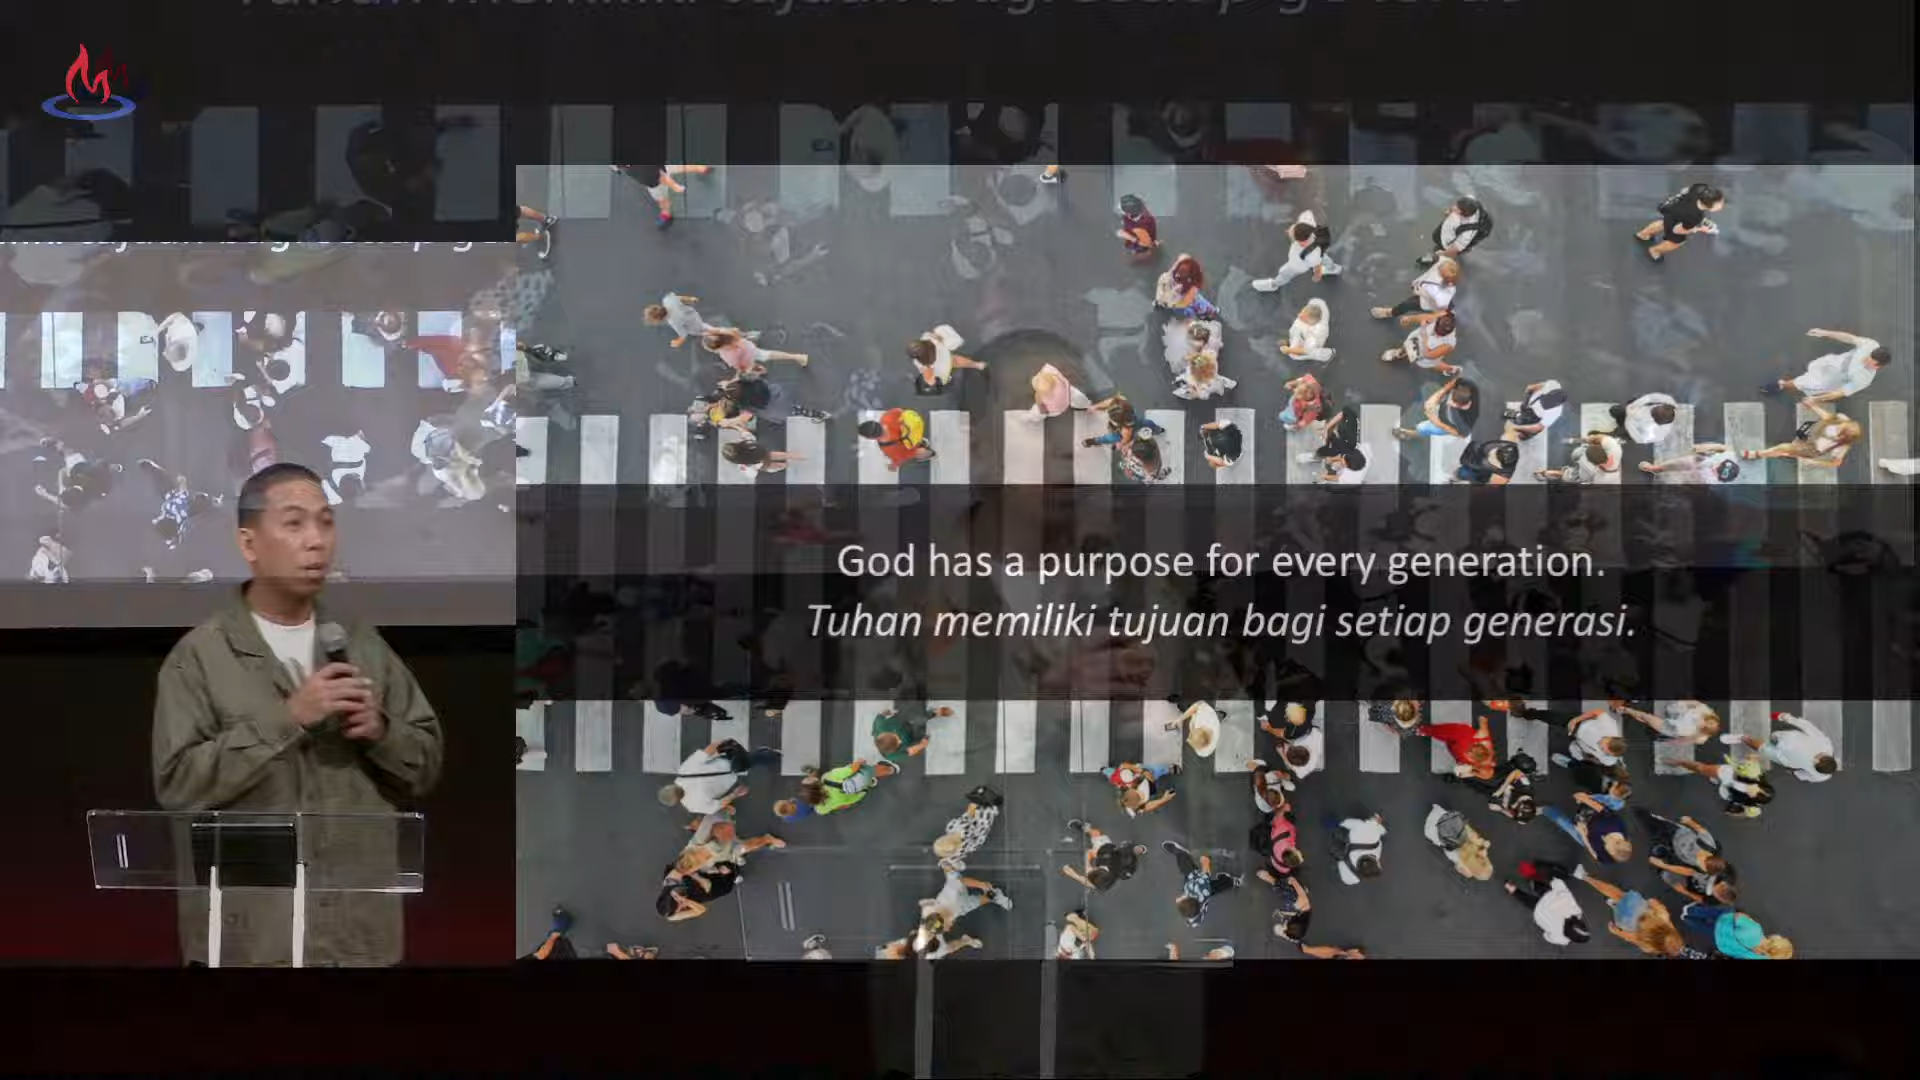 God has a purpose for every generation.
Tuhan memiliki tujuan bagi setiap generasi.